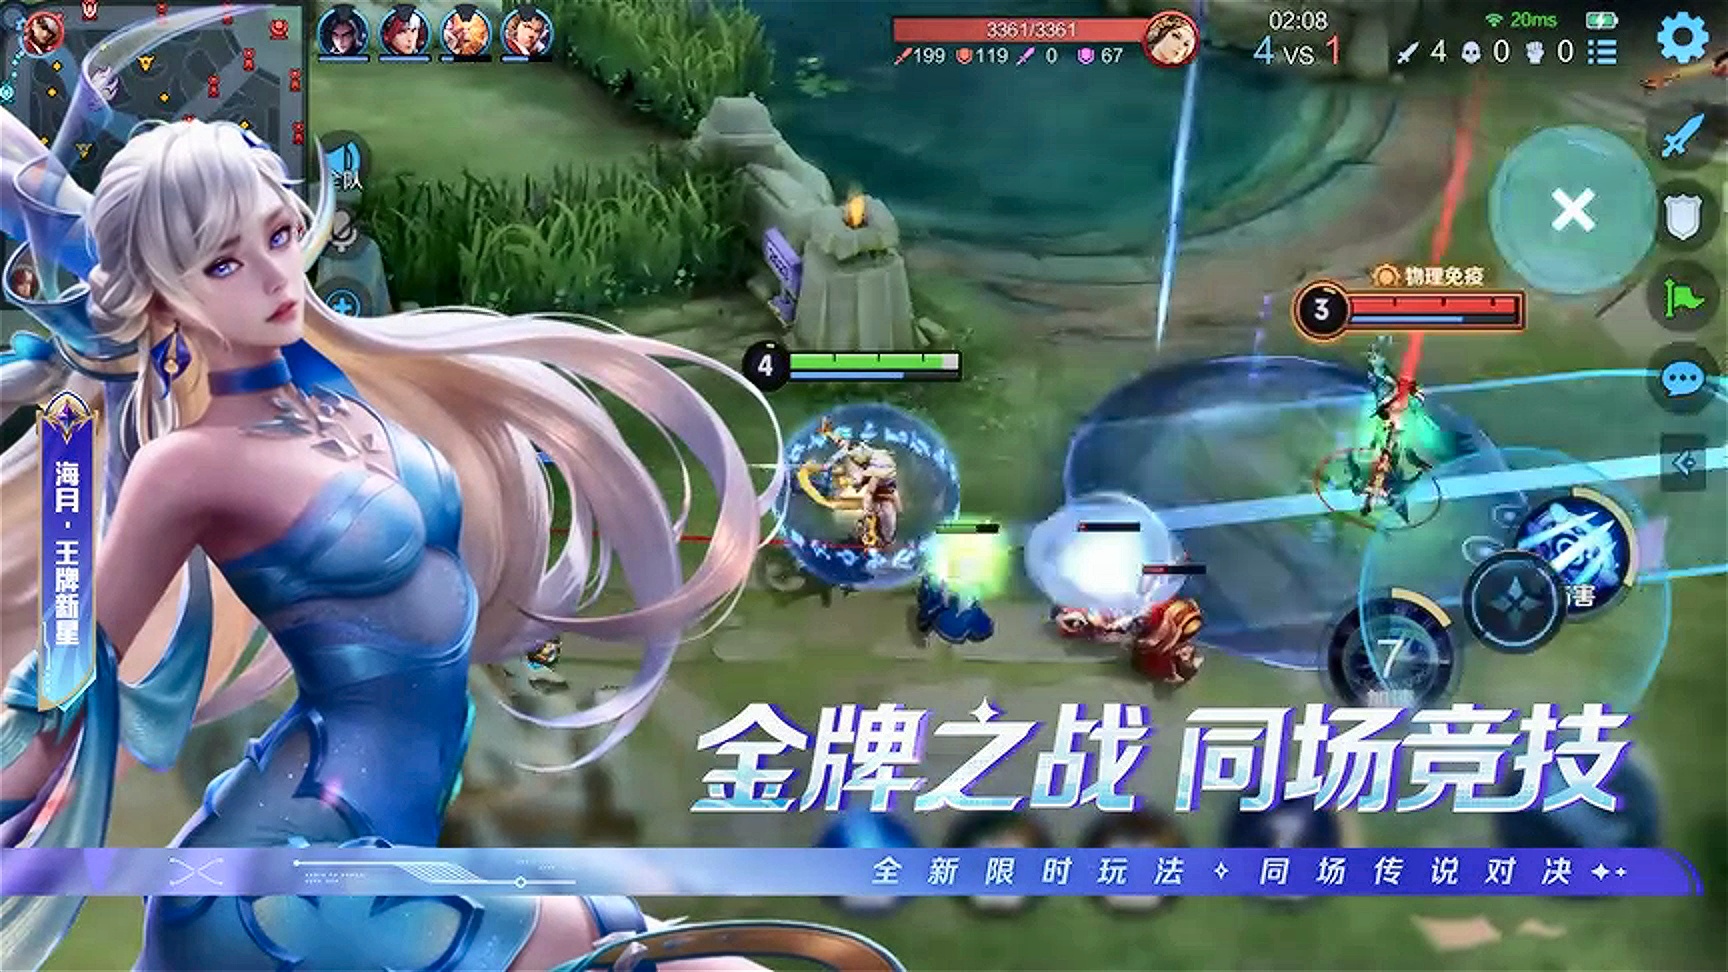 3361/3361
199 119 0 67
02:08
4 VS 1
20ms
4 0 0
全队
物理免疫
3
4
海月·王牌新星
7
金牌之战 同场竞技
全新限时玩法 同场传说对决